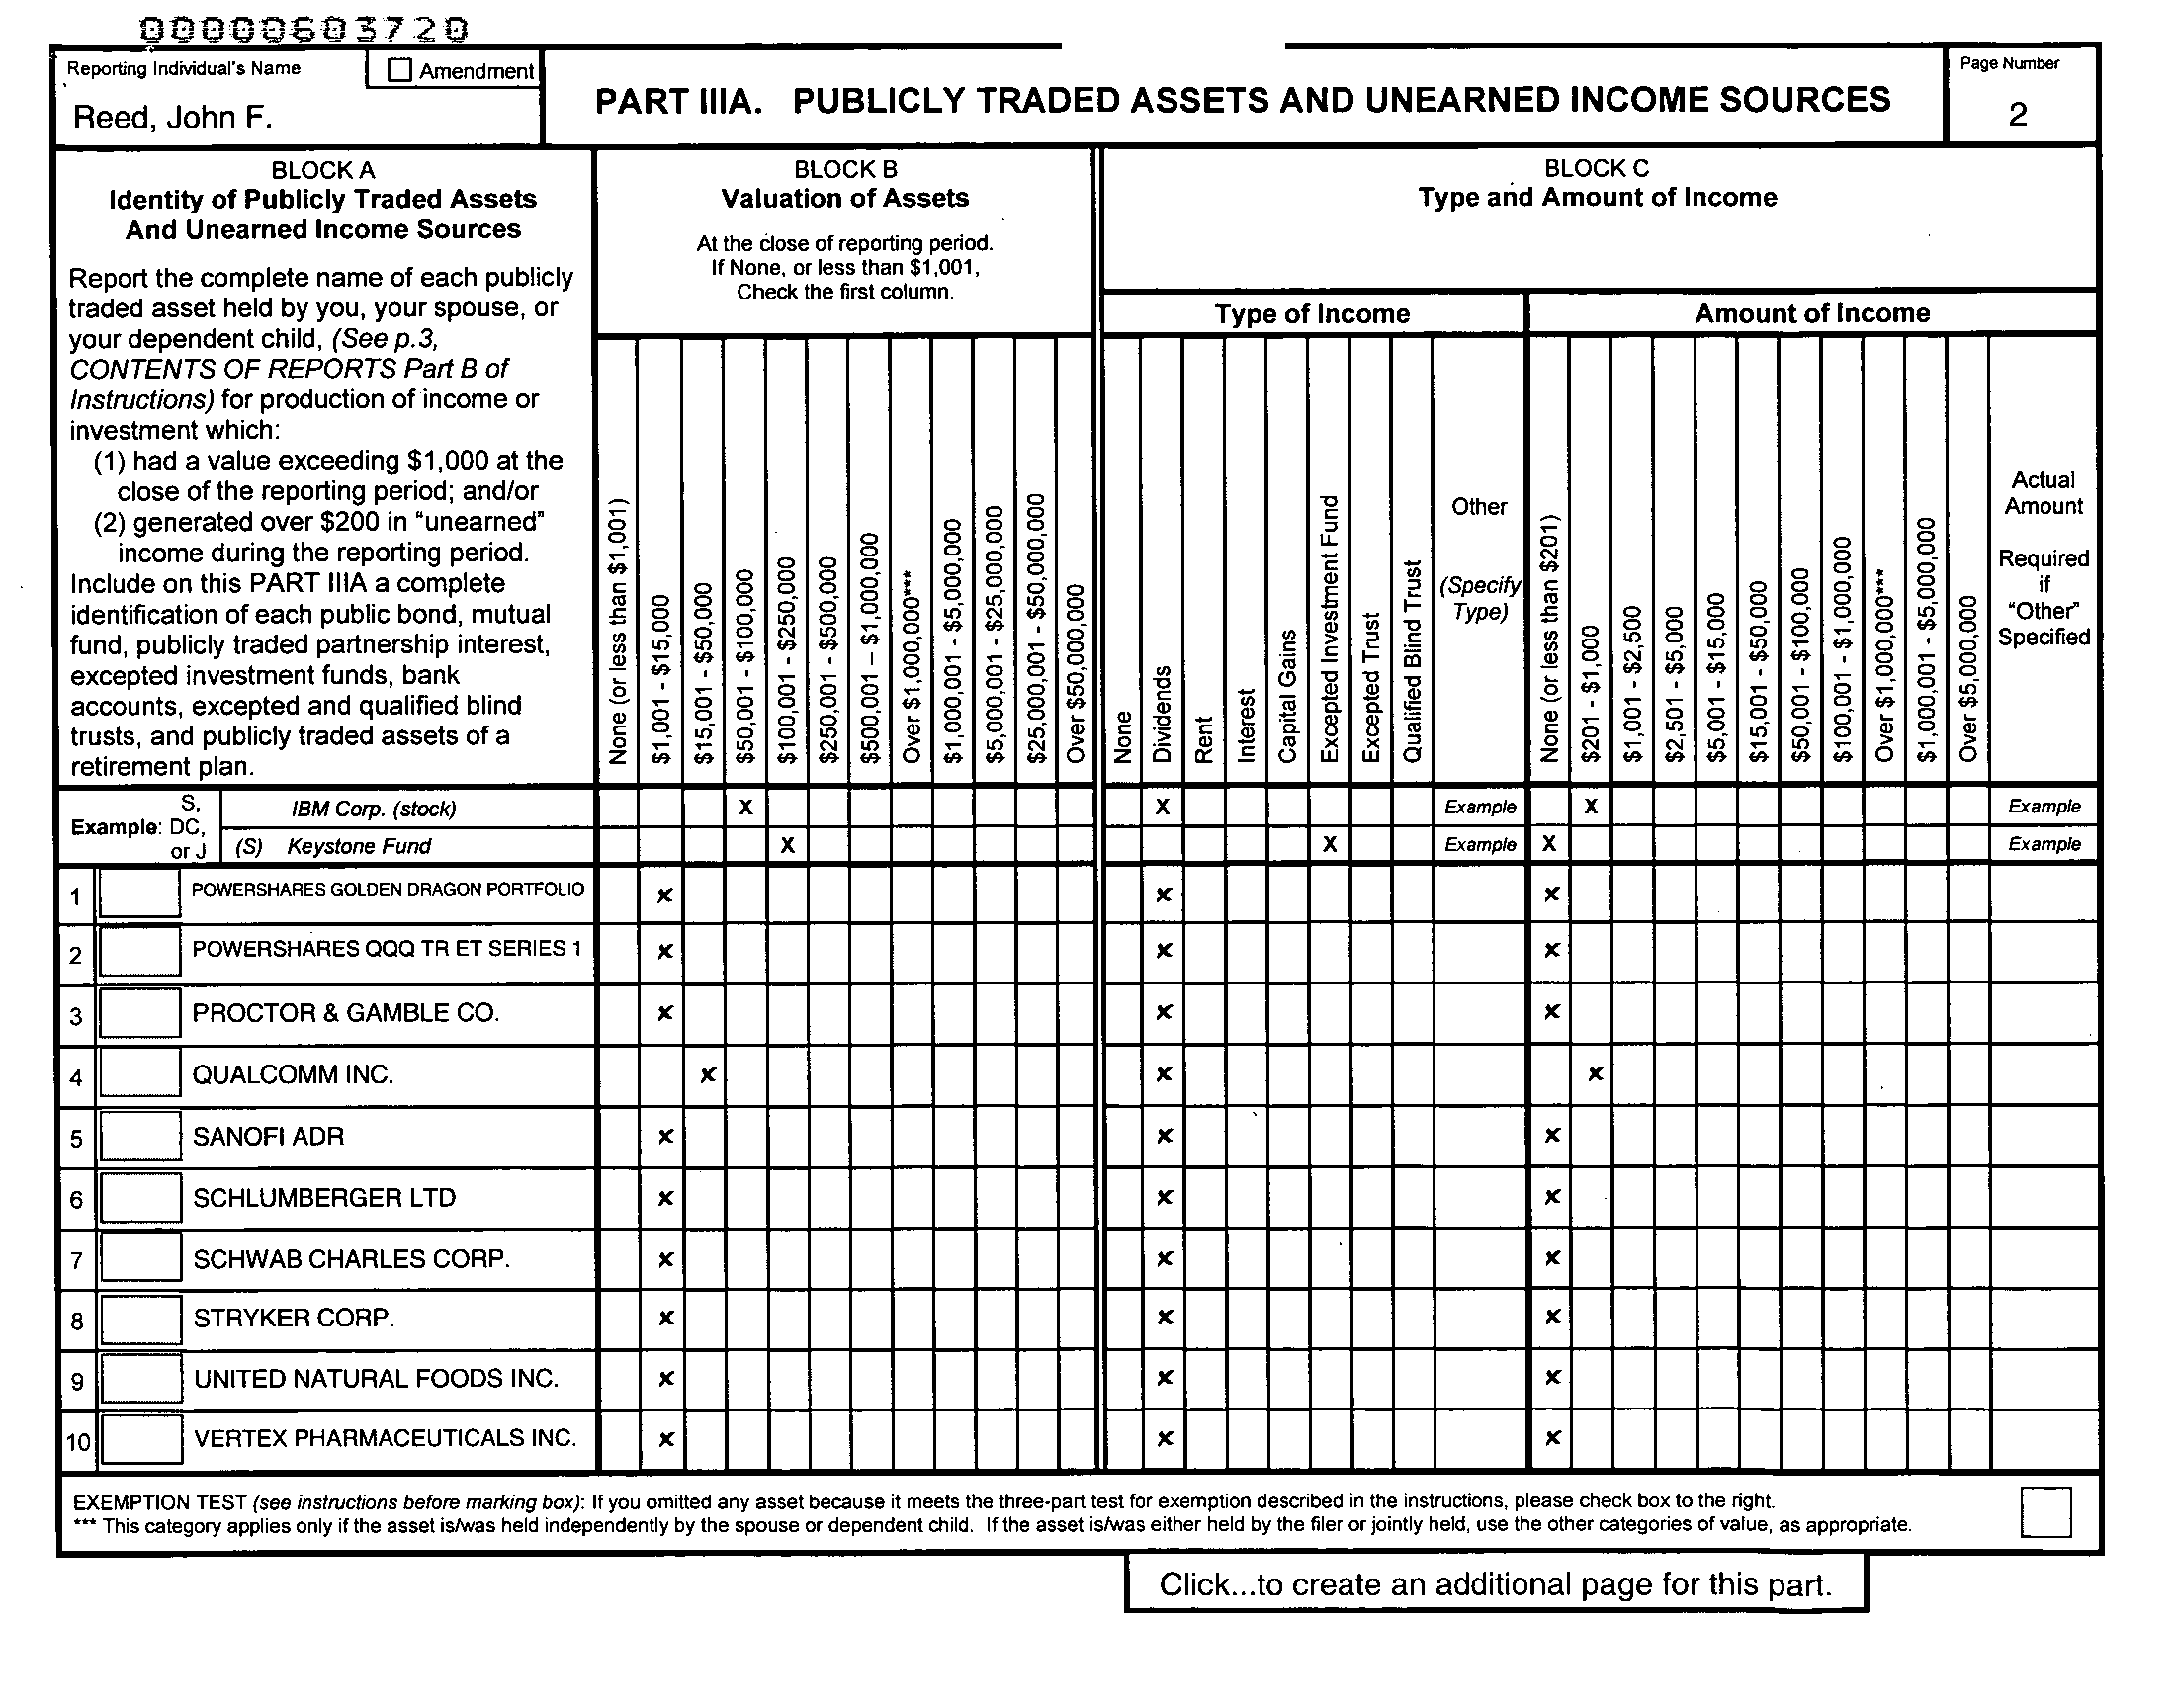 00000603720
Reporting Individual's Name
Amendment
Reed, John F.
PART IIIA. PUBLICLY TRADED ASSETS AND UNEARNED INCOME SOURCES
Page Number
2
BLOCK A
Identity of Publicly Traded Assets
And Unearned Income Sources
Report the complete name of each publicly
traded asset held by you, your spouse, or
your dependent child, (See p.3,
CONTENTS OF REPORTS Part B of
Instructions) for production of income or
investment which:
(1) had a value exceeding $1,000 at the
close of the reporting period; and/or
(2) generated over $200 in "unearned"
income during the reporting period.
Include on this PART IIIA a complete
identification of each public bond, mutual
fund, publicly traded partnership interest,
excepted investment funds, bank
accounts, excepted and qualified blind
trusts, and publicly traded assets of a
retirement plan.
BLOCK B
Valuation of Assets
At the close of reporting period.
If None, or less than $1,001,
Check the first column.
None (or less than $1,001)
$1,001 - $15,000
$15,001 - $50,000
$50,001 - $100,000
$100,001 - $250,000
$250,001 - $500,000
$500,001 – $1,000,000
Over $1,000,000***
$1,000,001 - $5,000,000
$5,000,001 - $25,000,000
$25,000,001 - $50,000,000
Over $50,000,000
BLOCK C
Type and Amount of Income
Type of Income
None
Dividends
Rent
Interest
Capital Gains
Excepted Investment Fund
Excepted Trust
Qualified Blind Trust
Other
(Specify
Type)
Amount of Income
None (or less than $201)
$201 - $1,000
$1,001 - $2,500
$2,501 - $5,000
$5,001 - $15,000
$15,001 - $50,000
$50,001 - $100,000
$100,001 - $1,000,000
Over $1,000,000***
$1,000,001 - $5,000,000
Over $5,000,000
Actual
Amount
Required
if
"Other"
Specified
Example: S,
DC,
or J
IBM Corp. (stock) X X Example X Example
(S) Keystone Fund X X Example X Example
1 POWERSHARES GOLDEN DRAGON PORTFOLIO x x x
2 POWERSHARES QQQ TR ET SERIES 1 x x x
3 PROCTOR & GAMBLE CO. x x x
4 QUALCOMM INC. x x x
5 SANOFI ADR x x x
6 SCHLUMBERGER LTD x x x
7 SCHWAB CHARLES CORP. x x x
8 STRYKER CORP. x x x
9 UNITED NATURAL FOODS INC. x x x
10 VERTEX PHARMACEUTICALS INC. x x x
EXEMPTION TEST (see instructions before marking box): If you omitted any asset because it meets the three-part test for exemption described in the instructions, please check box to the right.
*** This category applies only if the asset is/was held independently by the spouse or dependent child. If the asset is/was either held by the filer or jointly held, use the other categories of value, as appropriate.
Click...to create an additional page for this part.